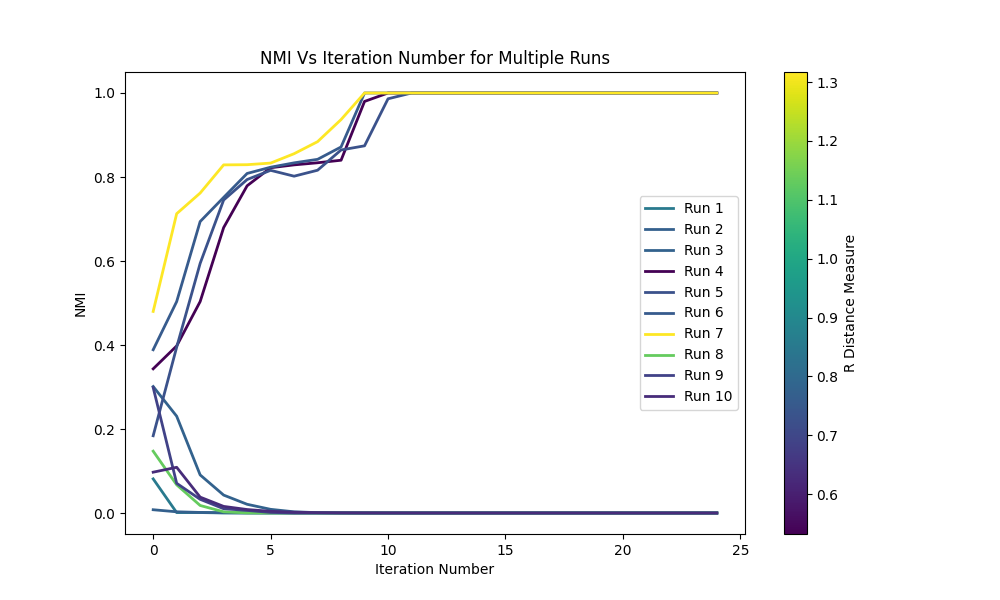 NMI Vs Iteration Number for Multiple Runs
NMI
1.0
0.8
0.6
0.4
0.2
0.0
0
5
10
15
20
25
Iteration Number
Run 1
Run 2
Run 3
Run 4
Run 5
Run 6
Run 7
Run 8
Run 9
Run 10
1.3
1.2
1.1
1.0
0.9
0.8
0.7
0.6
R Distance Measure